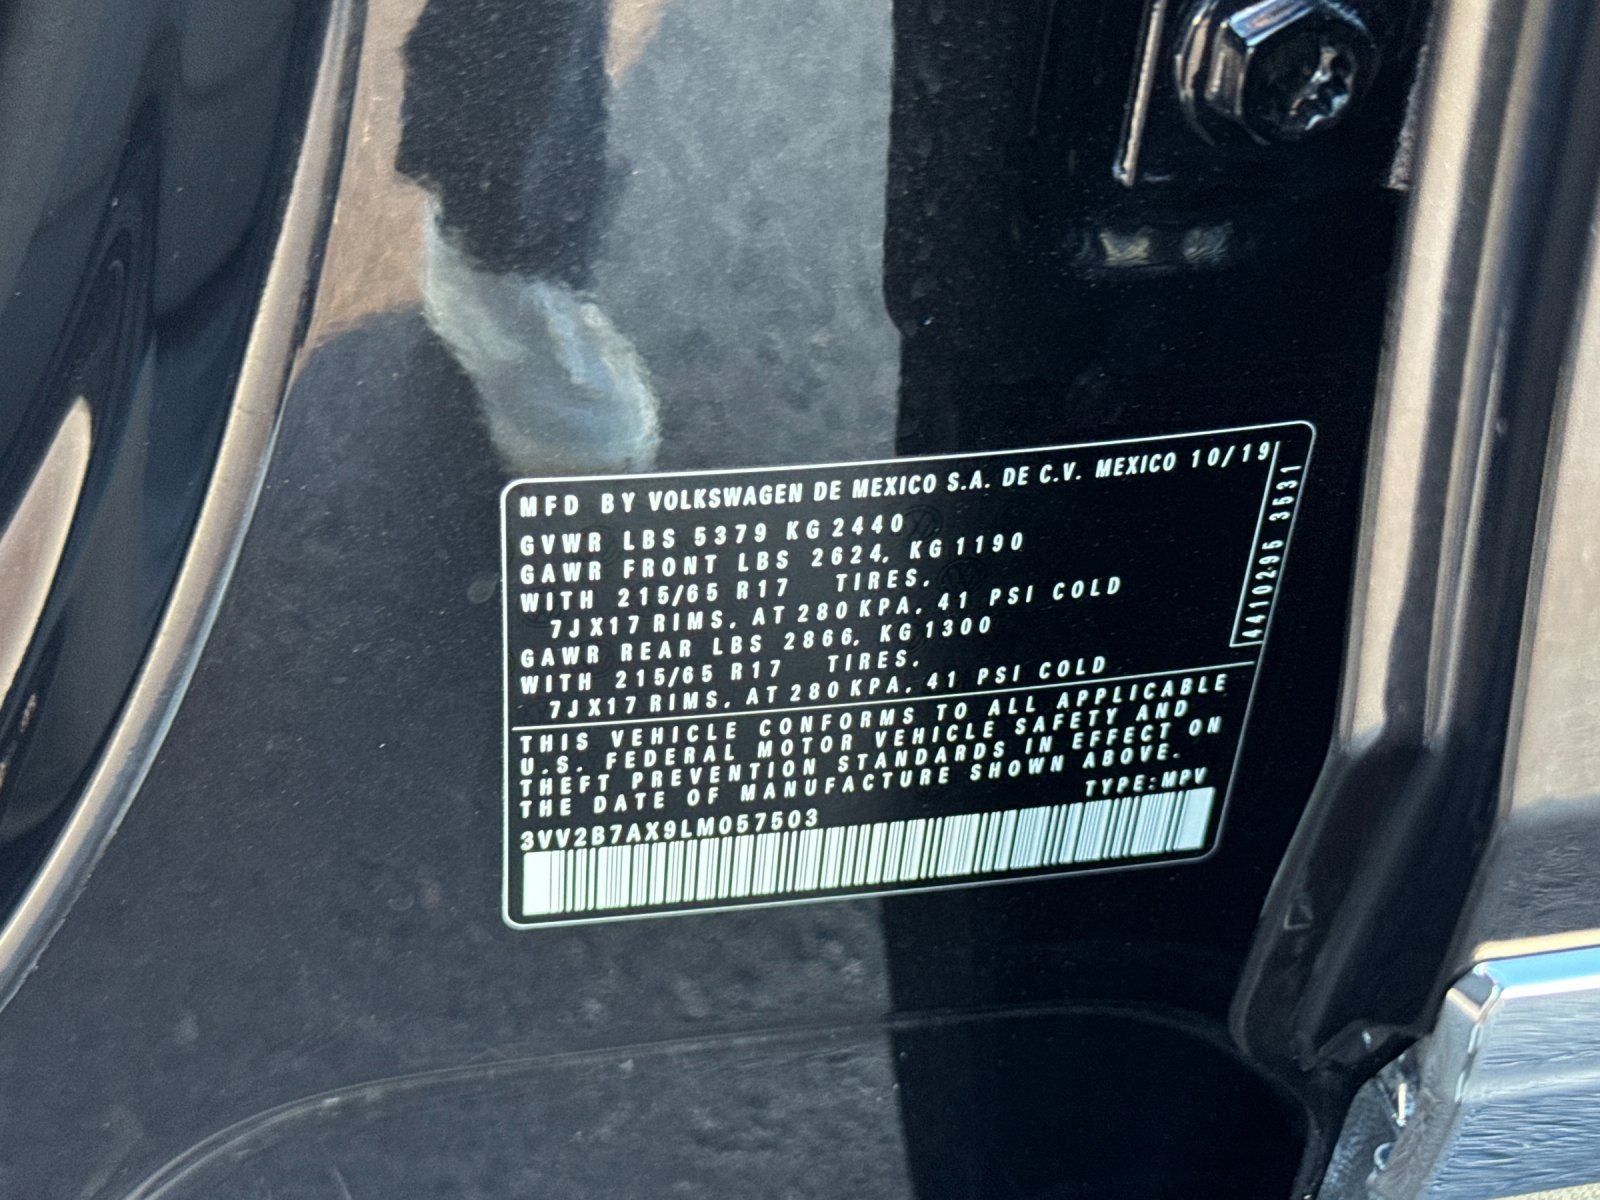 MFD BY VOLKSWAGEN DE MEXICO S.A. DE C.V. MEXICO 10/19
GVWR LBS 5379 KG 2440
GAWR FRONT LBS 2624, KG 1190
WITH 215/65 R17 TIRES,
7JX17 RIMS, AT 280 KPA, 41 PSI COLD
GAWR REAR LBS 2866, KG 1300
WITH 215/65 R17 TIRES,
7JX17 RIMS, AT 280 KPA, 41 PSI COLD
4410295 3531
THIS VEHICLE CONFORMS TO ALL APPLICABLE
U.S. FEDERAL MOTOR VEHICLE SAFETY AND
THEFT PREVENTION STANDARDS IN EFFECT ON
THE DATE OF MANUFACTURE SHOWN ABOVE.
TYPE:MPV
3VV2B7AX9LM057503